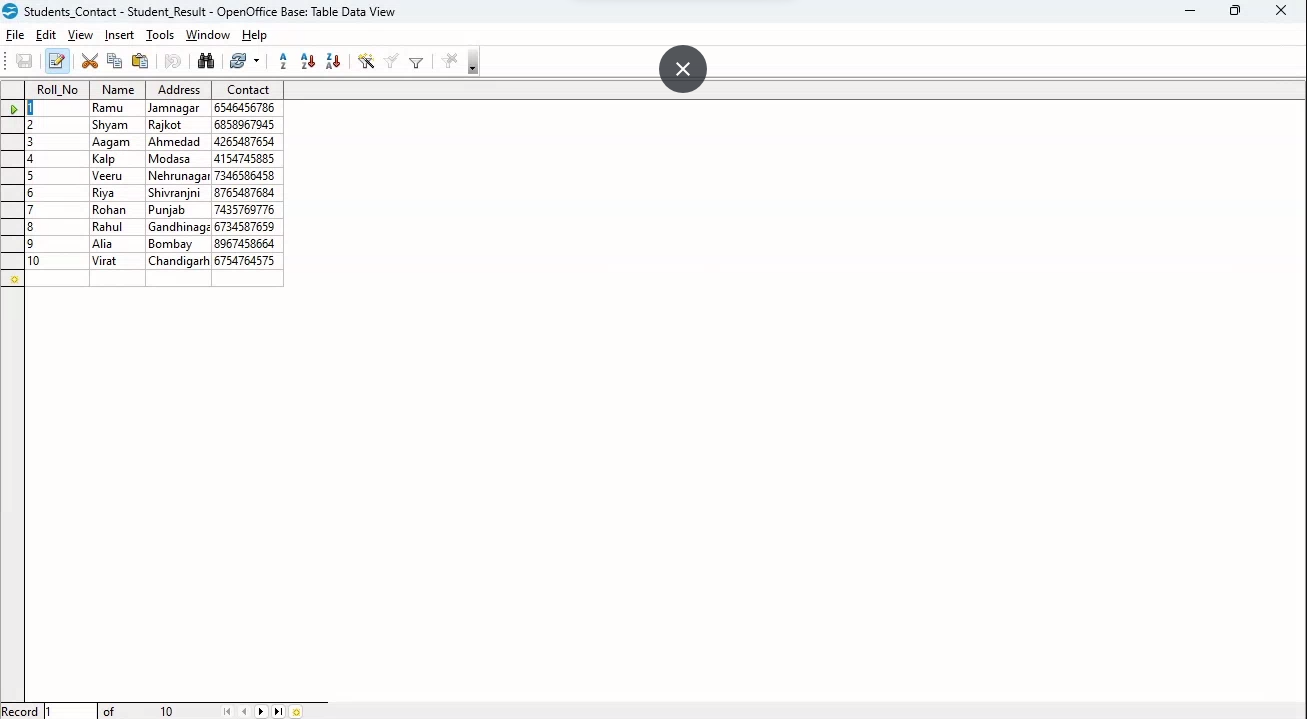 Students_Contact - Student_Result - OpenOffice Base: Table Data View
File Edit View Insert Tools Window Help
Roll_No Name Address Contact
1 Ramu Jamnagar 6546456786
2 Shyam Rajkot 6858967945
3 Aagam Ahmedad 4265487654
4 Kalp Modasa 4154745885
5 Veeru Nehrunagar 7346586458
6 Riya Shivranjni 8765487684
7 Rohan Punjab 7435769776
8 Rahul Gandhinaga 6734587659
9 Alia Bombay 8967458664
10 Virat Chandigarh 6754764575
Record 1 of 10